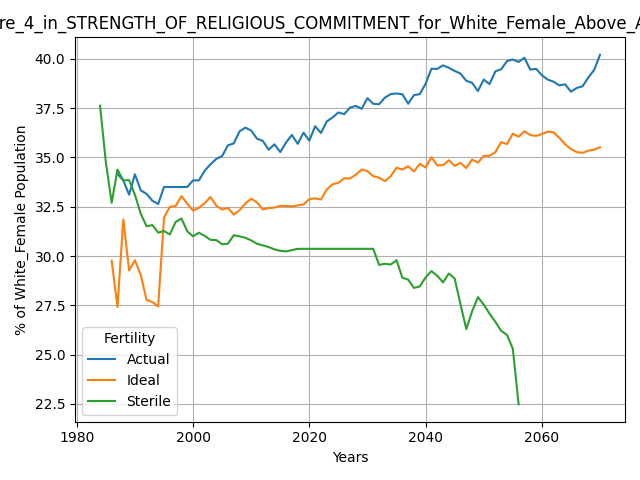 re_4_in_STRENGTH_OF_RELIGIOUS_COMMITMENT_for_White_Female_Above_A
% of White_Female Population
40.0
37.5
35.0
32.5
30.0
27.5
25.0
22.5
Fertility
Actual
Ideal
Sterile
1980
2000
2020
2040
2060
Years